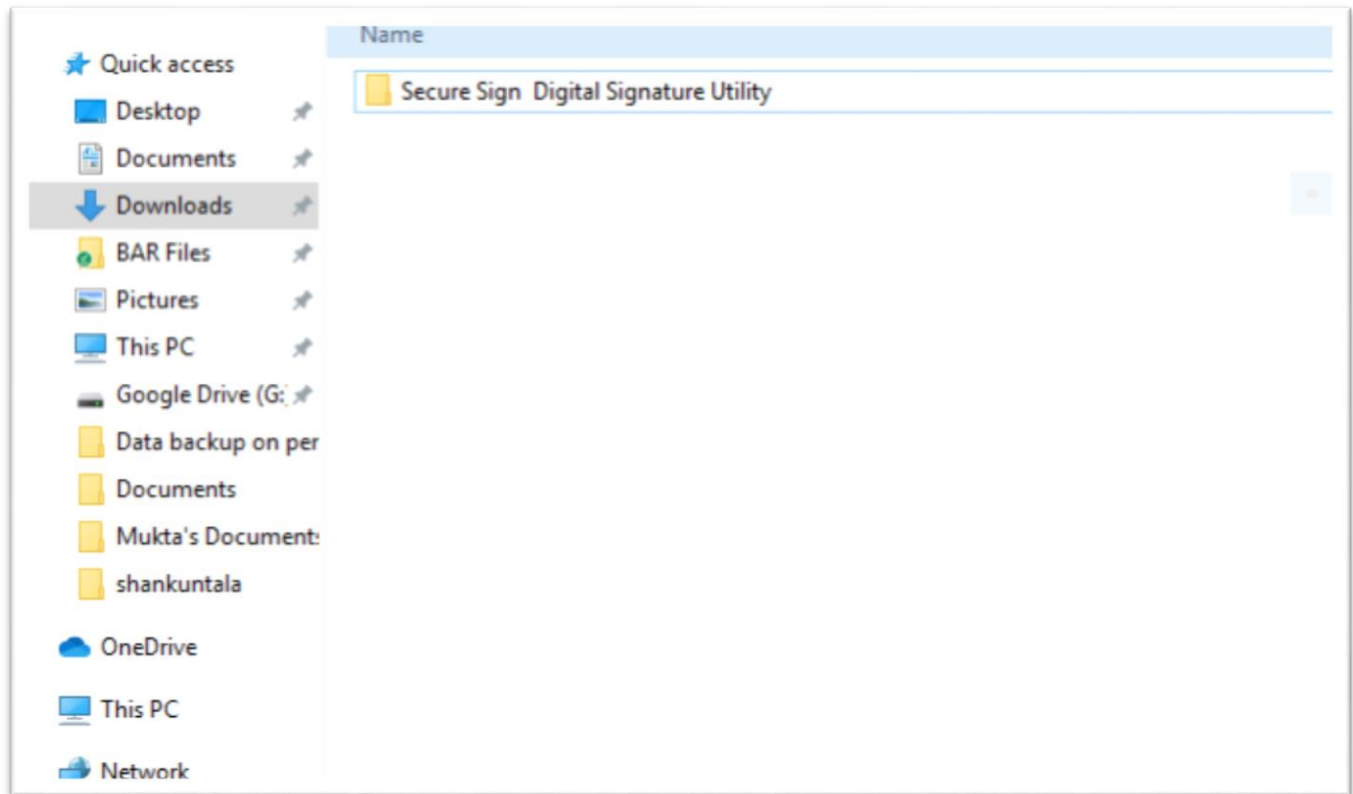 Name
Secure Sign  Digital Signature Utility
Quick access
Desktop
Documents
Downloads
BAR Files
Pictures
This PC
Google Drive (G:
Data backup on per
Documents
Mukta's Document
shankuntala
OneDrive
This PC
Network